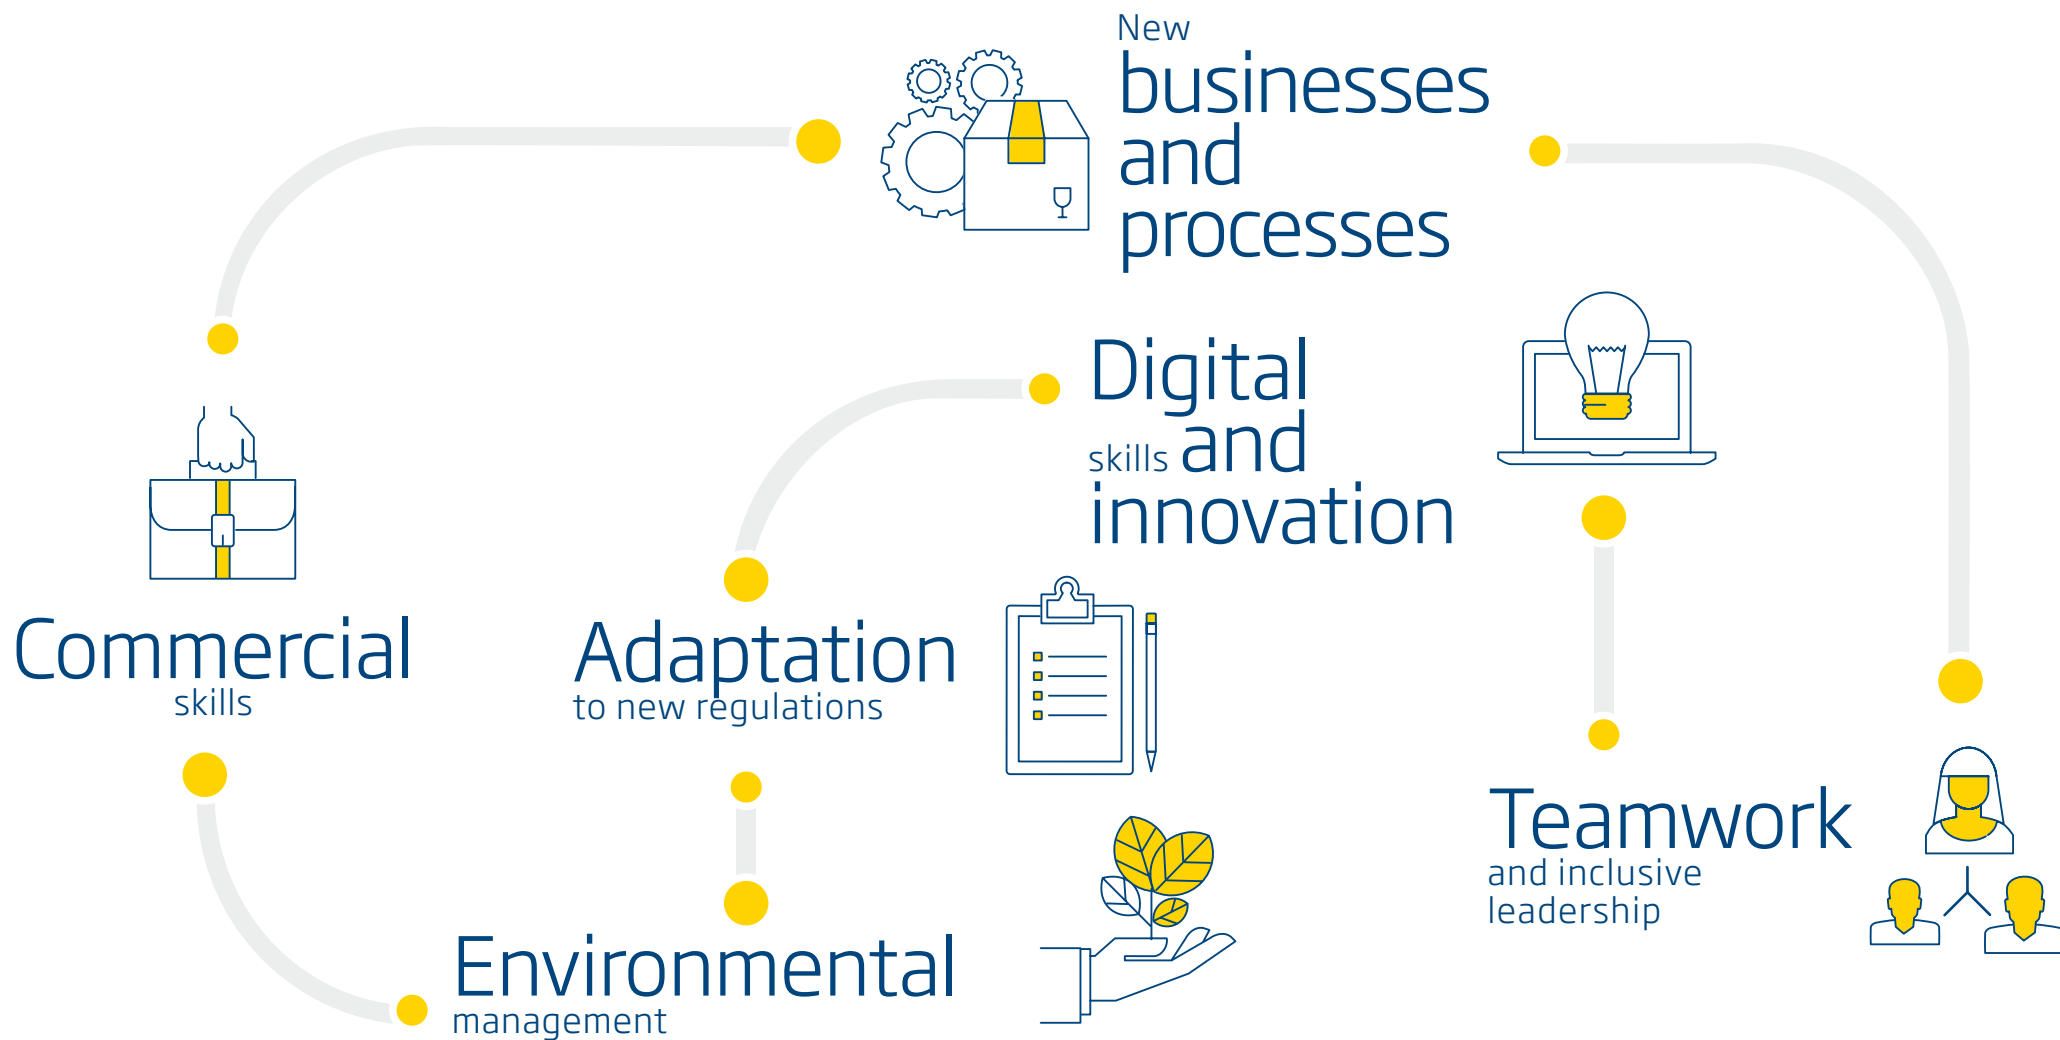 New
businesses
and
processes
Digital
skills and
innovation
Commercial
skills
Adaptation
to new regulations
Teamwork
and inclusive
leadership
Environmental
management